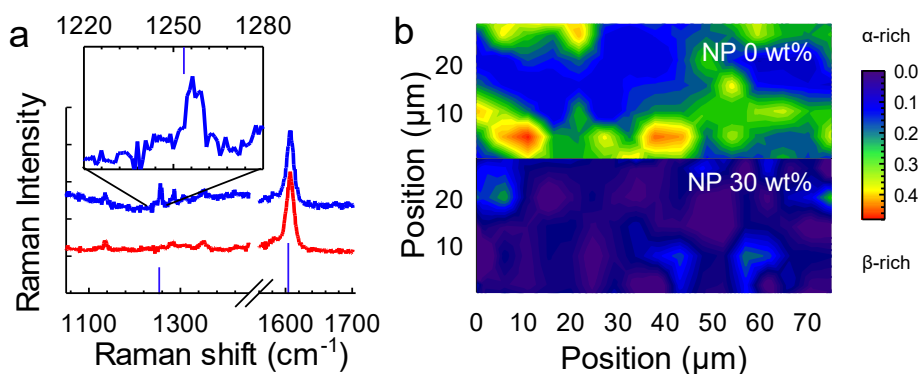 a
1220 1250 1280
Raman Intensity
1100 1300 1600 1700
Raman shift (cm⁻¹)
b
NP 0 wt%
20
10
NP 30 wt%
20
10
Position (μm)
0 10 20 30 40 50 60 70
Position (μm)
α-rich
0.0
0.1
0.2
0.3
0.4
β-rich